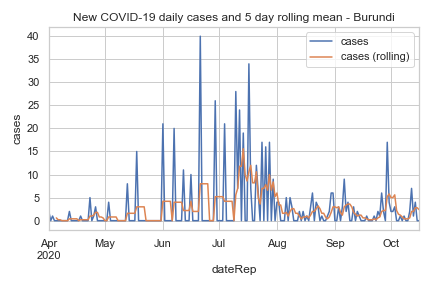 New COVID-19 daily cases and 5 day rolling mean - Burundi
cases
cases (rolling)
40
35
30
25
20
15
10
5
0
cases
Apr
2020
May
Jun
Jul
Aug
Sep
Oct
dateRep